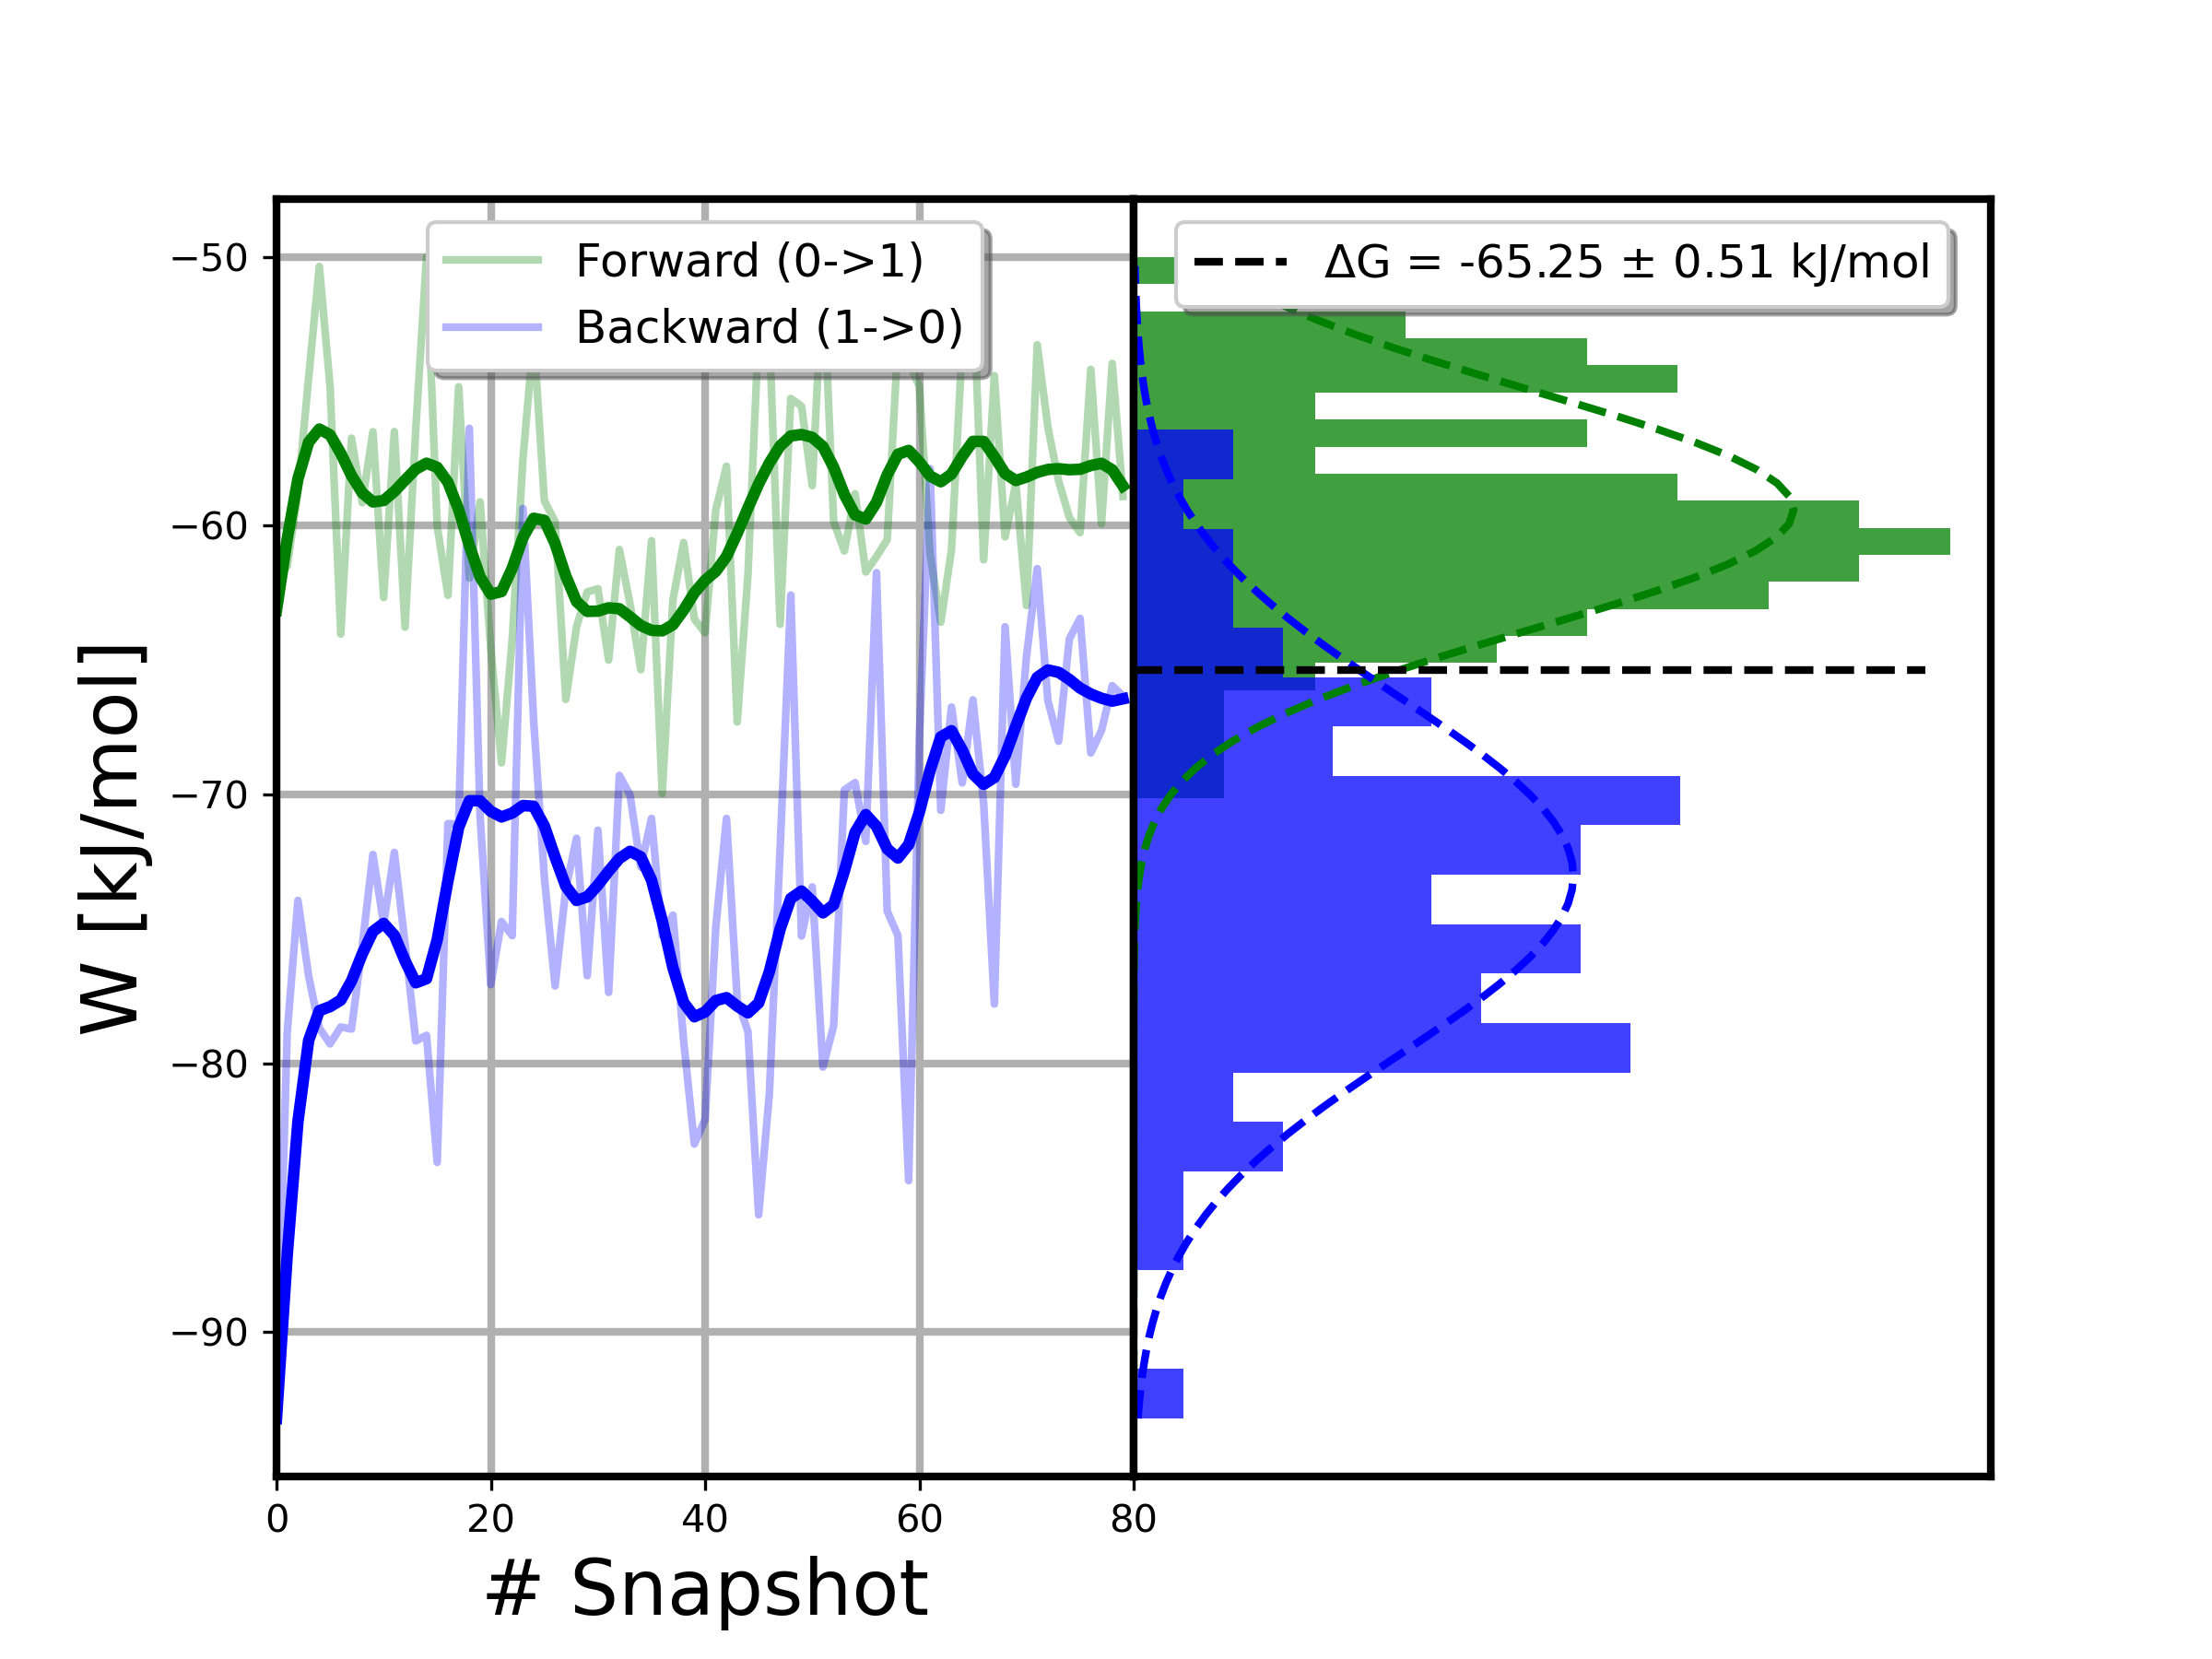 Forward (0->1)
Backward (1->0)
ΔG = -65.25 ± 0.51 kJ/mol
W [kJ/mol]
−50
−60
−70
−80
−90
0 20 40 60 80
# Snapshot